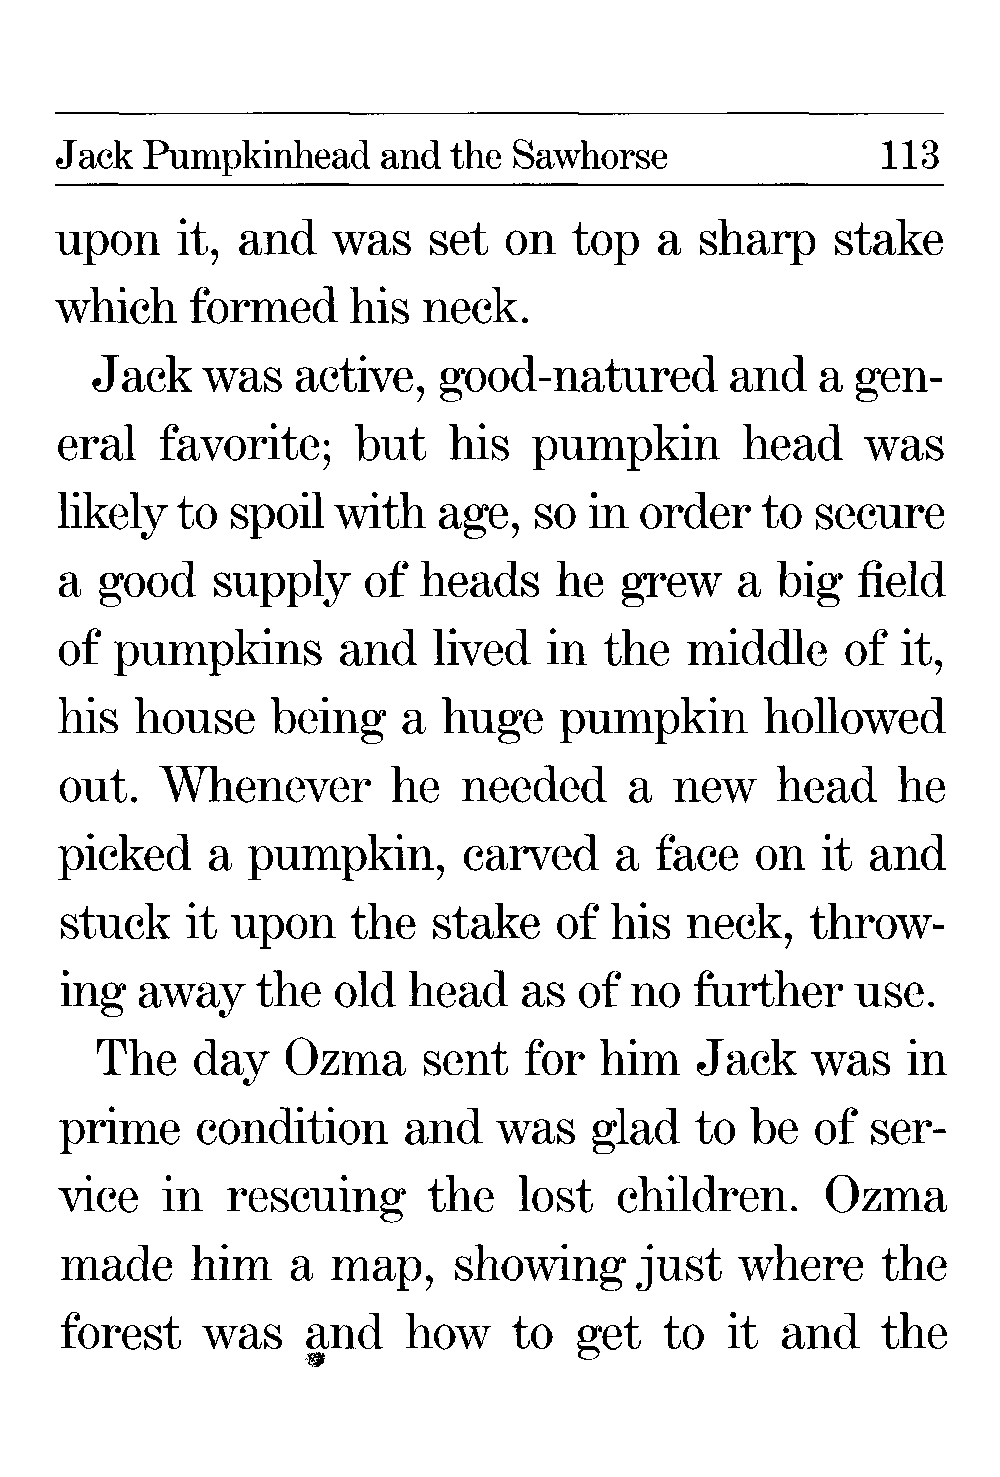 Jack Pumpkinhead and the Sawhorse 113
upon it, and was set on top a sharp stake
which formed his neck.
Jack was active, good-natured and a gen-
eral favorite; but his pumpkin head was
likely to spoil with age, so in order to secure
a good supply of heads he grew a big field
of pumpkins and lived in the middle of it,
his house being a huge pumpkin hollowed
out. Whenever he needed a new head he
picked a pumpkin, carved a face on it and
stuck it upon the stake of his neck, throw-
ing away the old head as of no further use.
The day Ozma sent for him Jack was in
prime condition and was glad to be of ser-
vice in rescuing the lost children. Ozma
made him a map, showing just where the
forest was and how to get to it and the